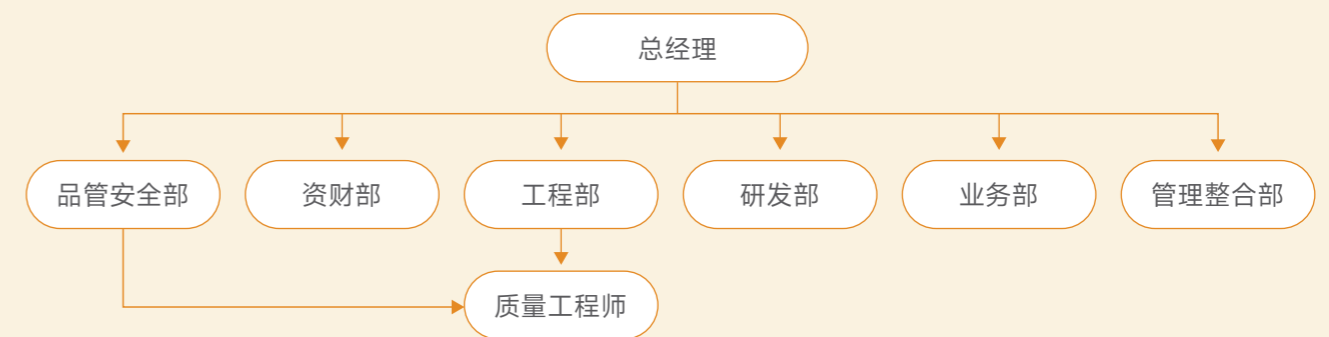 总经理
品管安全部
资财部
工程部
研发部
业务部
管理整合部
质量工程师